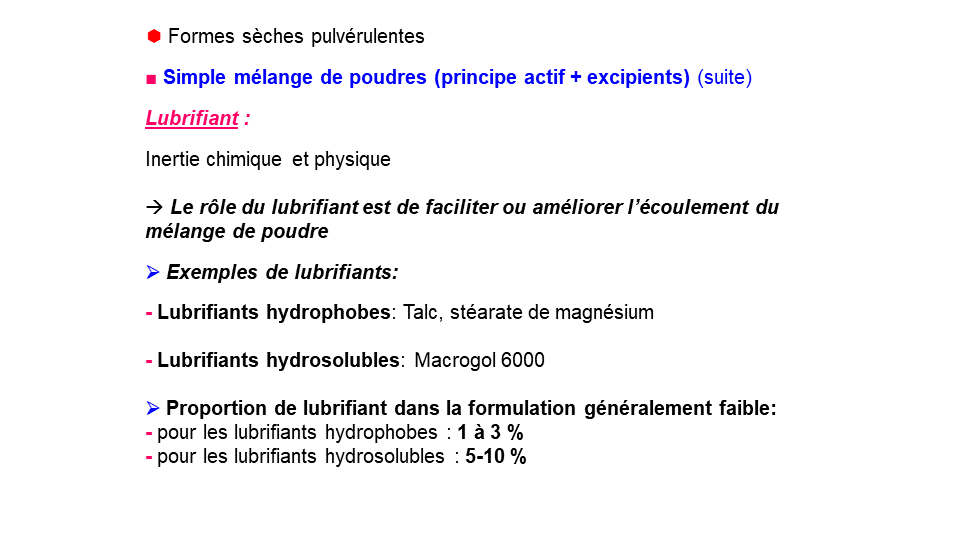 Formes sèches pulvérulentes
■ Simple mélange de poudres (principe actif + excipients) (suite)
Lubrifiant :
Inertie chimique et physique
→ Le rôle du lubrifiant est de faciliter ou améliorer l’écoulement du
mélange de poudre
➢ Exemples de lubrifiants:
- Lubrifiants hydrophobes: Talc, stéarate de magnésium
- Lubrifiants hydrosolubles: Macrogol 6000
➢ Proportion de lubrifiant dans la formulation généralement faible:
- pour les lubrifiants hydrophobes : 1 à 3 %
- pour les lubrifiants hydrosolubles : 5-10 %